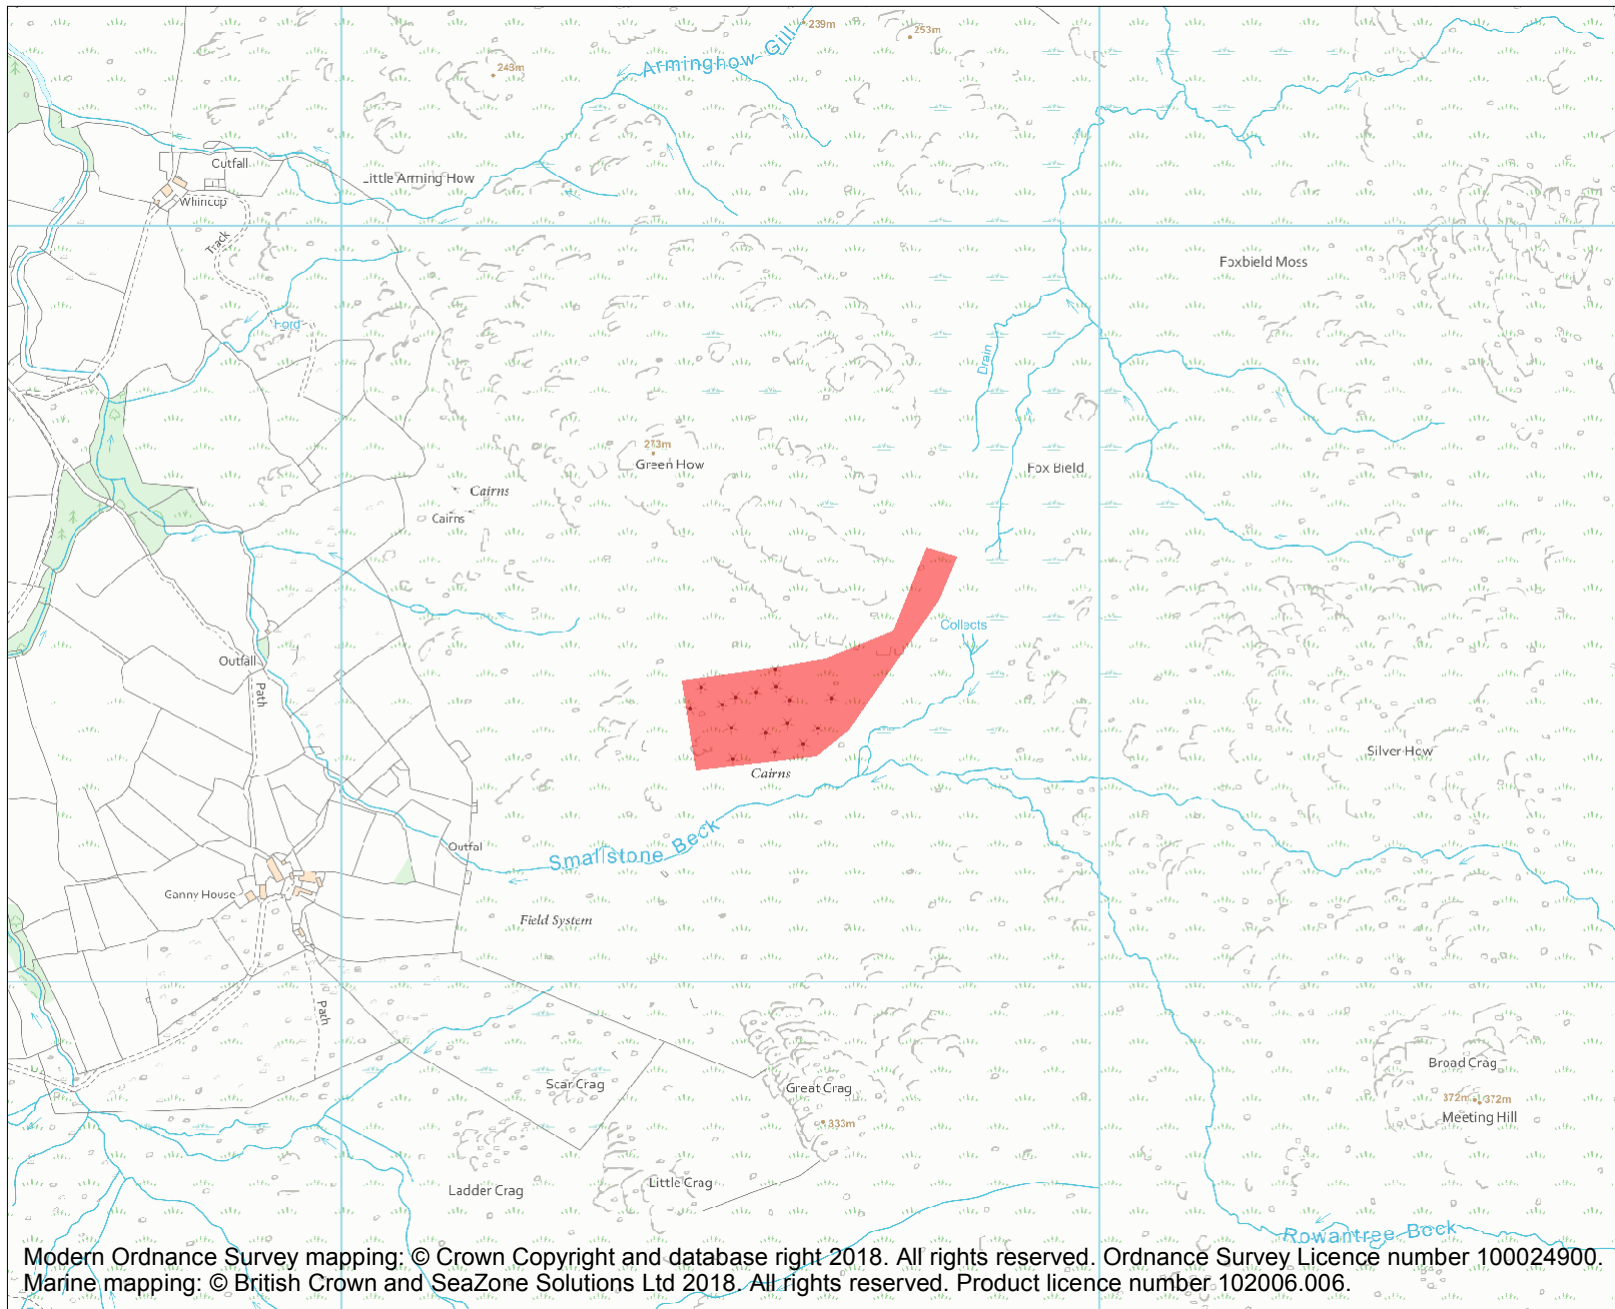 239m
253m
Arminghow Gill
243m
Outfall
Little Arming How
Whincop
Track
Foxbield Moss
Ford
Drain
273m
Green How
Fox Bield
Cairns
Cairns
Collects
Outfall
Path
Silver How
Cairns
Smallstone Beck
Outfal
Ganny House
Field System
Path
Broad Crag
Scar Crag
Great Crag
372m
372m
Meeting Hill
333m
Little Crag
Ladder Crag
Rowantree Beck
Modern Ordnance Survey mapping: © Crown Copyright and database right 2018. All rights reserved. Ordnance Survey Licence number 100024900.
Marine mapping: © British Crown and SeaZone Solutions Ltd 2018. All rights reserved. Product licence number 102006.006.